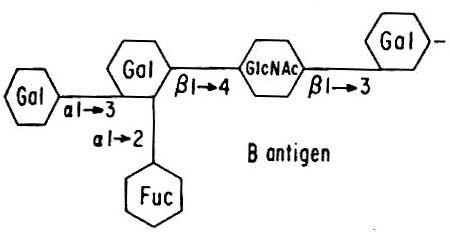 Gal
Gal
GlcNAc
Gal
α1→3
β1→4
β1→3
α1→2
B antigen
Fuc